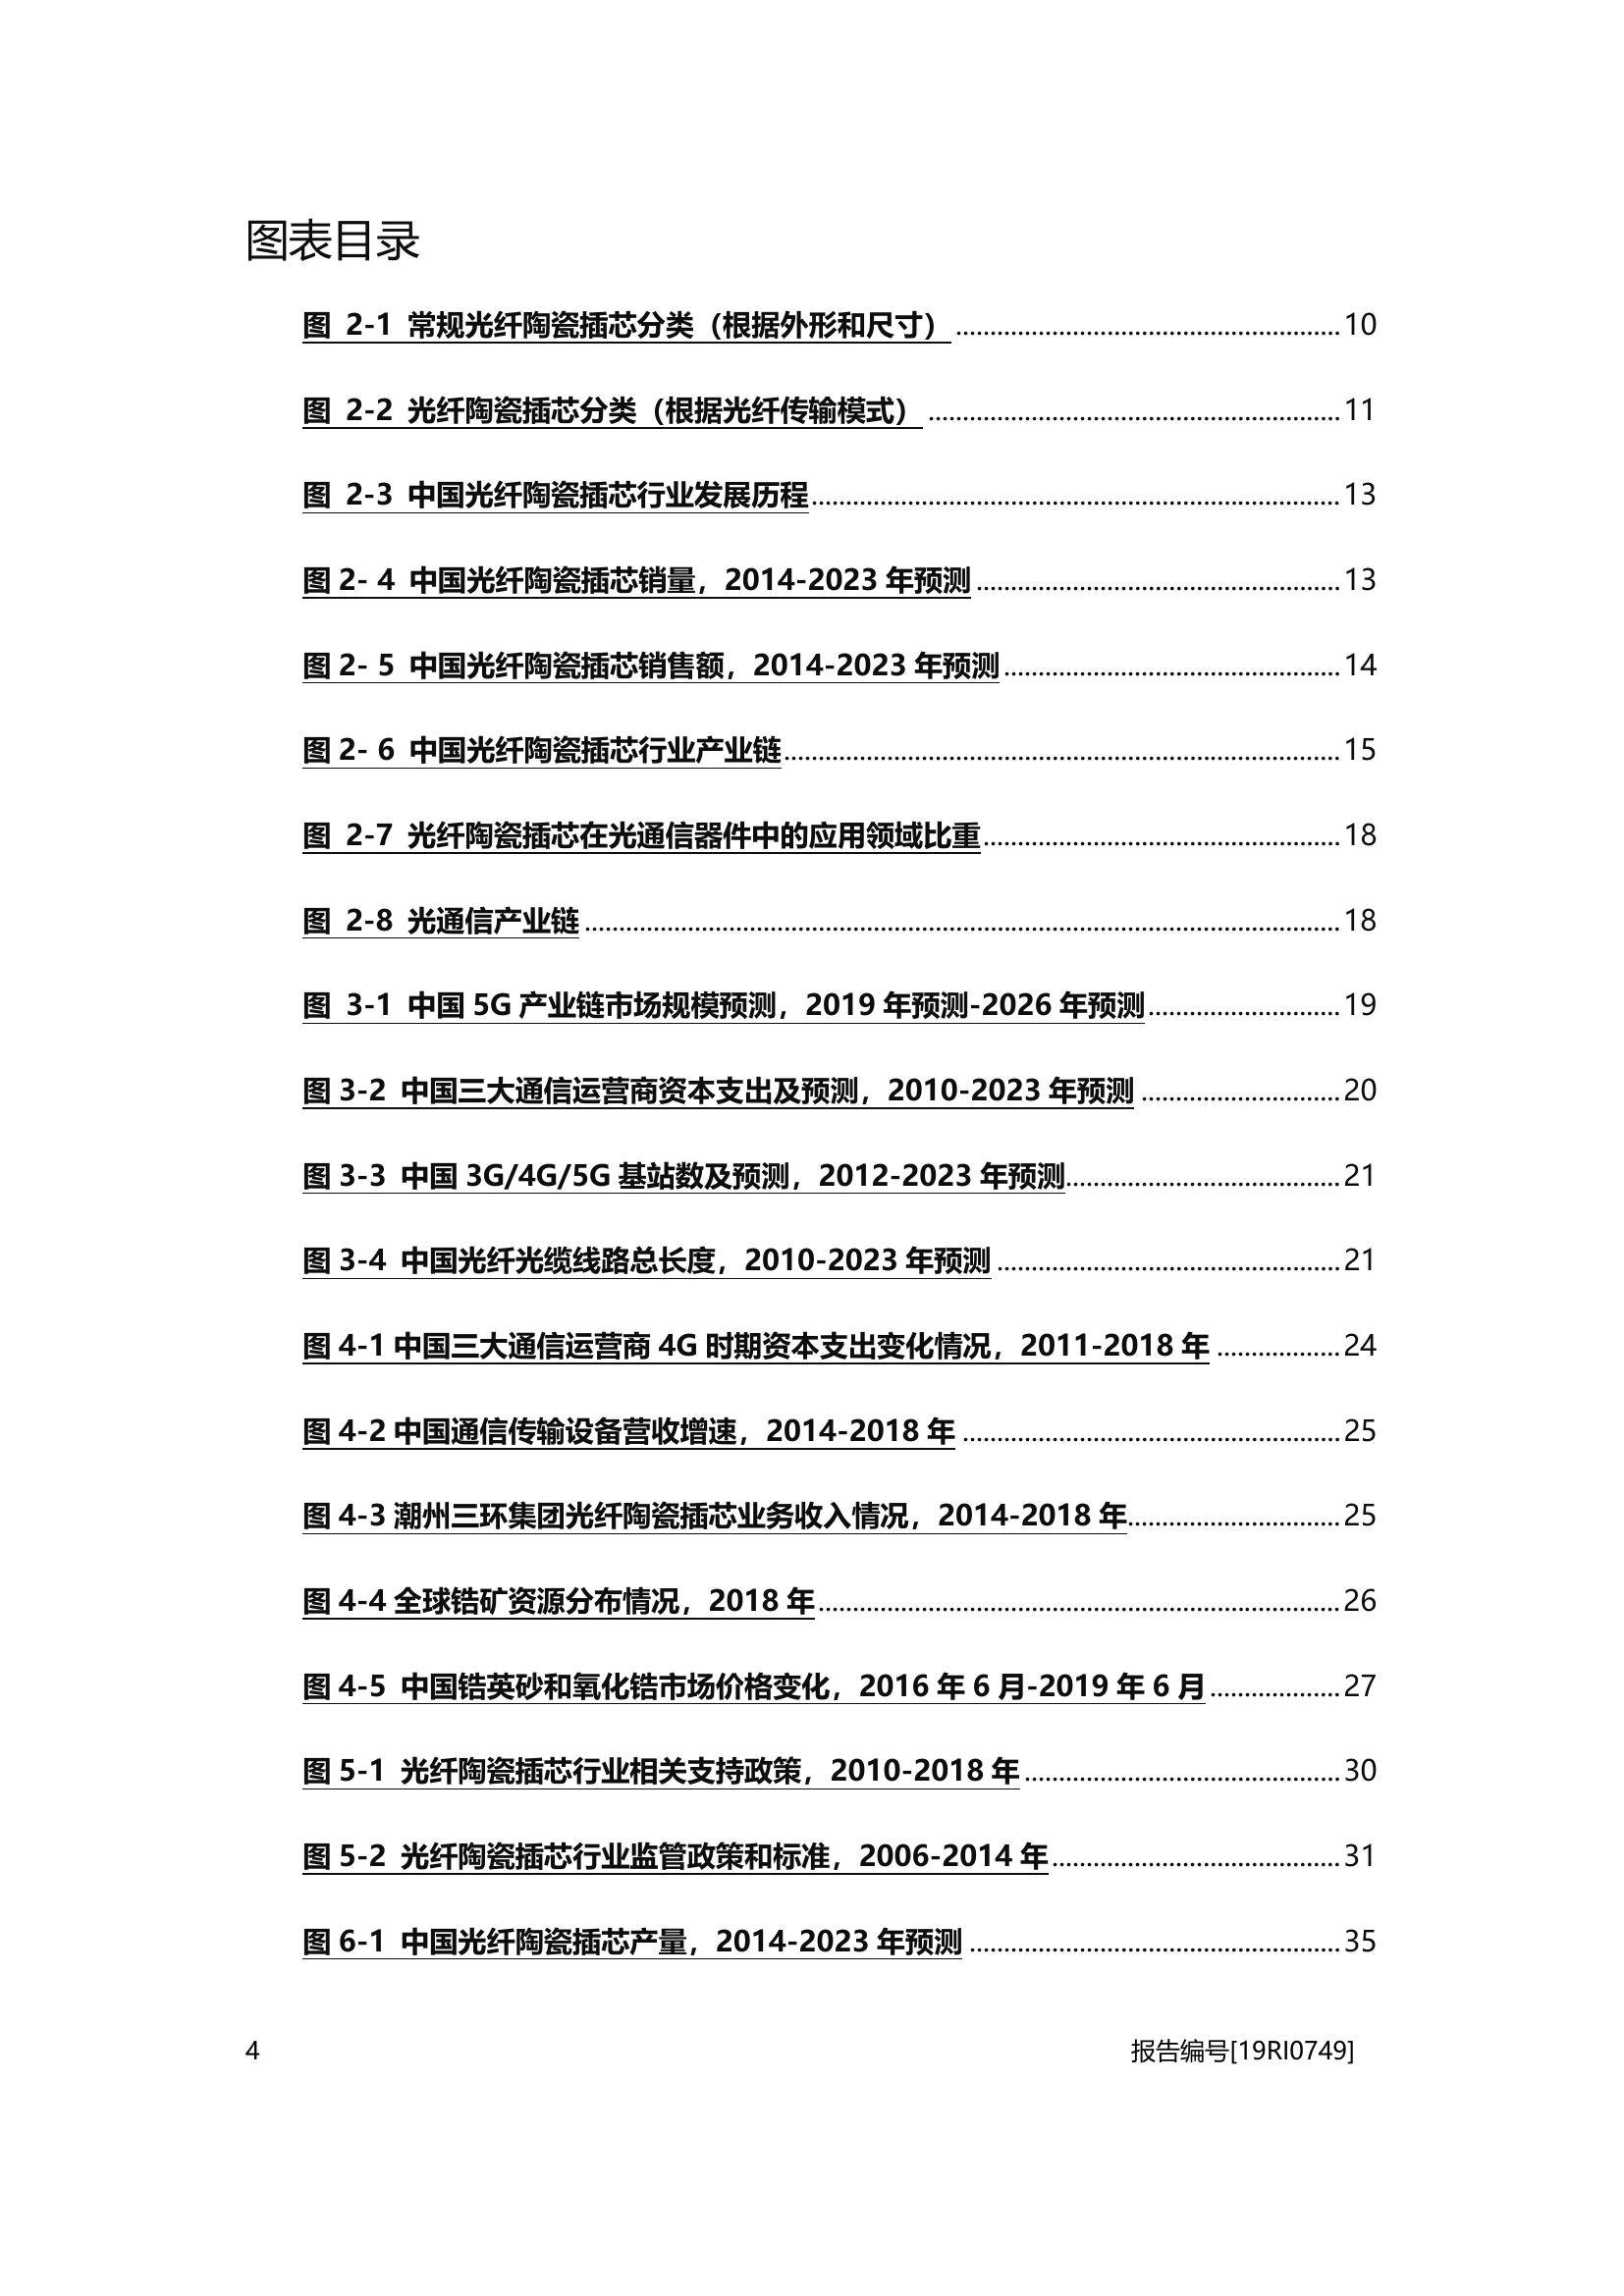 图表目录
图 2-1 常规光纤陶瓷插芯分类（根据外形和尺寸） 10
图 2-2 光纤陶瓷插芯分类（根据光纤传输模式） 11
图 2-3 中国光纤陶瓷插芯行业发展历程 13
图 2- 4 中国光纤陶瓷插芯销量，2014-2023 年预测 13
图 2- 5 中国光纤陶瓷插芯销售额，2014-2023 年预测 14
图 2- 6 中国光纤陶瓷插芯行业产业链 15
图 2-7 光纤陶瓷插芯在光通信器件中的应用领域比重 18
图 2-8 光通信产业链 18
图 3-1 中国 5G 产业链市场规模预测，2019 年预测-2026 年预测 19
图 3-2 中国三大通信运营商资本支出及预测，2010-2023 年预测 20
图 3-3 中国 3G/4G/5G 基站数及预测，2012-2023 年预测 21
图 3-4 中国光纤光缆线路总长度，2010-2023 年预测 21
图 4-1 中国三大通信运营商 4G 时期资本支出变化情况，2011-2018 年 24
图 4-2 中国通信传输设备营收增速，2014-2018 年 25
图 4-3 潮州三环集团光纤陶瓷插芯业务收入情况，2014-2018 年 25
图 4-4 全球锆矿资源分布情况，2018 年 26
图 4-5 中国锆英砂和氧化锆市场价格变化，2016 年 6 月-2019 年 6 月 27
图 5-1 光纤陶瓷插芯行业相关支持政策，2010-2018 年 30
图 5-2 光纤陶瓷插芯行业监管政策和标准，2006-2014 年 31
图 6-1 中国光纤陶瓷插芯产量，2014-2023 年预测 35
4 报告编号[19RI0749]